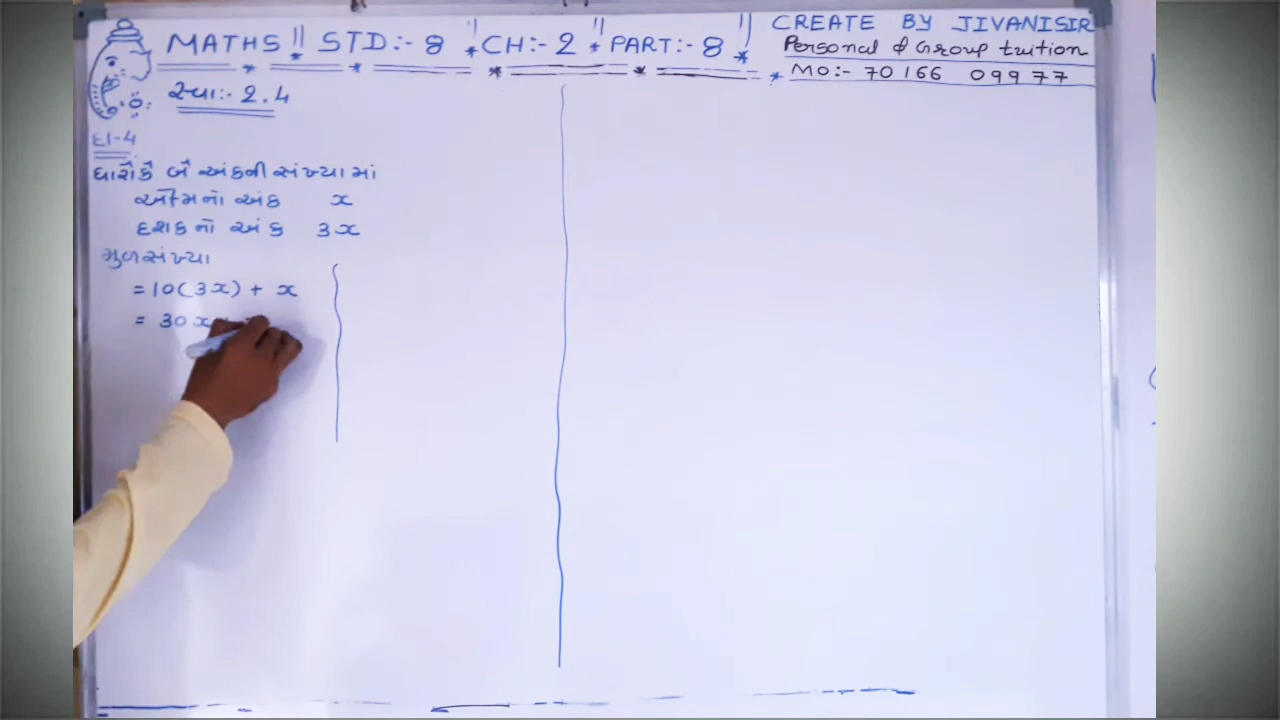 MATHS || STD:- 8 * CH:- 2 * PART:- 8 *
CREATE BY JIVANISIR
Personal & Group tuition
* MO:- 70166 09977
સ્વા:- 2.4
દા-4
ધારોકે બે અંકની સંખ્યામાં
એકમનો અંક x
દશકનો અંક 3x
મુળસંખ્યા
= 10(3x) + x
= 30x